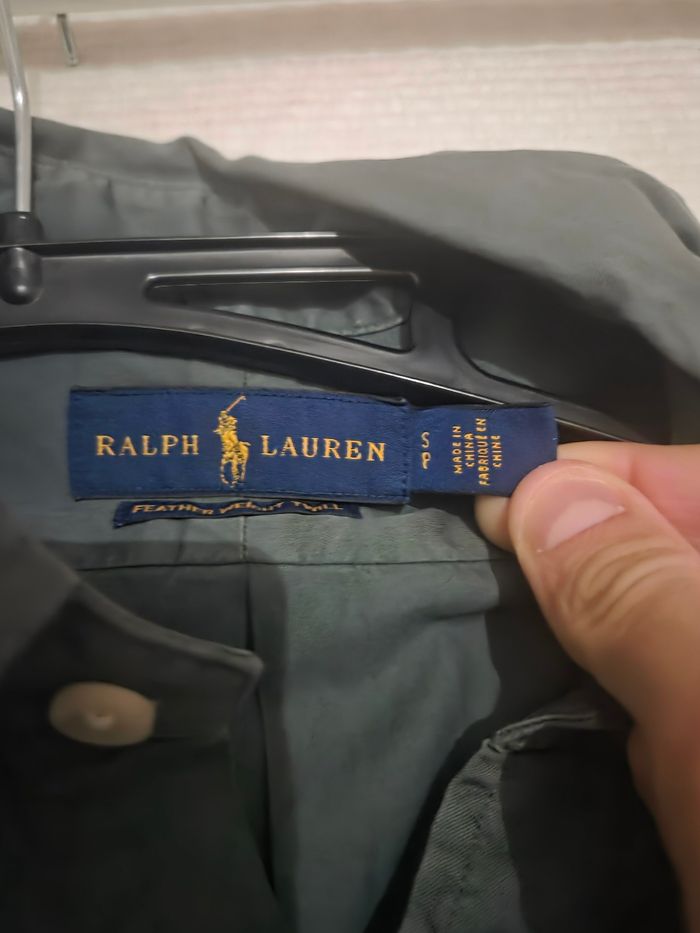 RALPH LAUREN
FEATHER WEIGHT TWILL
S
P
MADE IN
CHINA
FABRIQUÉ EN
CHINE